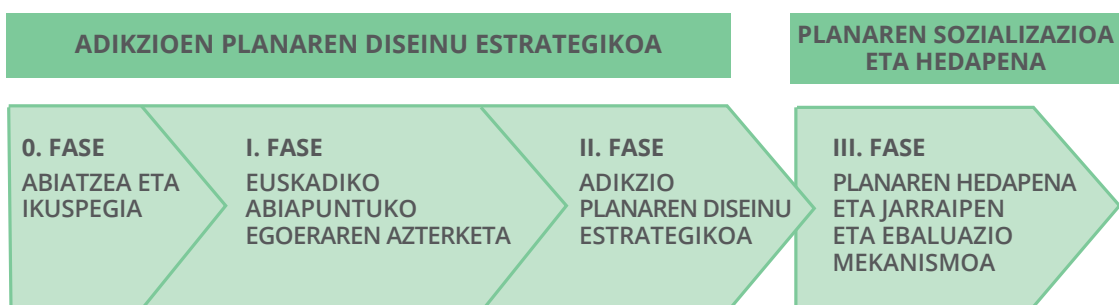 ADIKZIOEN PLANAREN DISEINU ESTRATEGIKOA
PLANAREN SOZIALIZAZIOA
ETA HEDAPENA
0. FASE
ABIATZEA ETA
IKUSPEGIA
I. FASE
EUSKADIKO
ABIAPUNTUKO
EGOERAREN AZTERKETA
II. FASE
ADIKZIO
PLANAREN DISEINU
ESTRATEGIKOA
III. FASE
PLANAREN HEDAPENA
ETA JARRAIPEN
ETA EBALUAZIO
MEKANISMOA